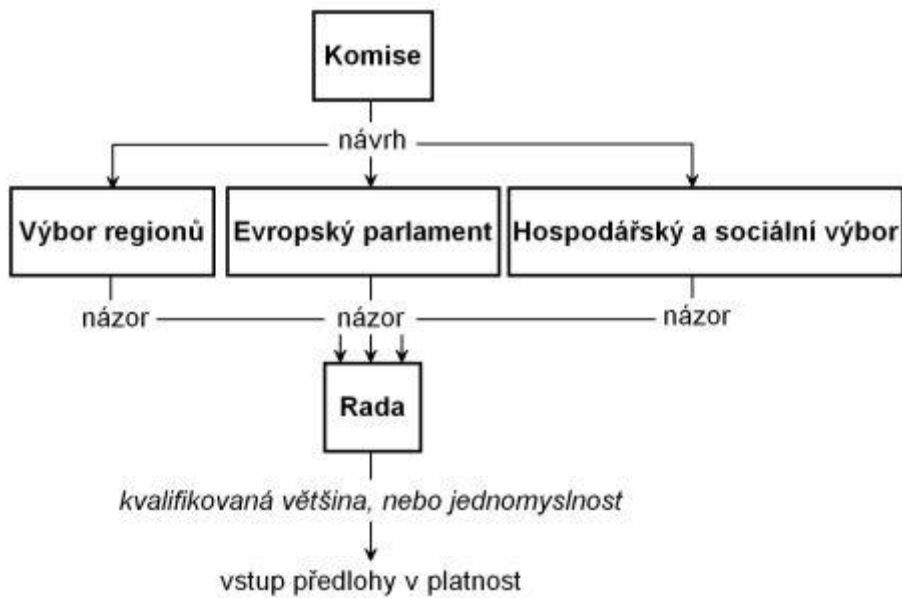 Komise
návrh
Výbor regionů
Evropský parlament
Hospodářský a sociální výbor
názor
názor
názor
Rada
kvalifikovaná většina, nebo jednomyslnost
vstup předlohy v platnost